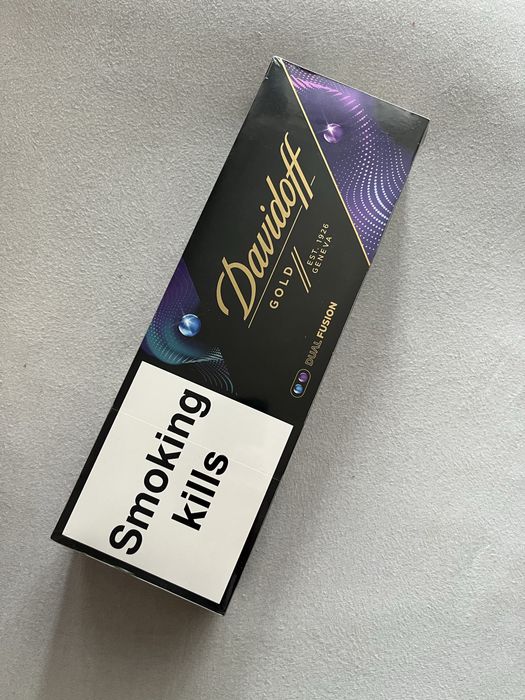 Davidoff
GOLD
EST. 1926
GENEVA
DUAL FUSION
Smoking
kills